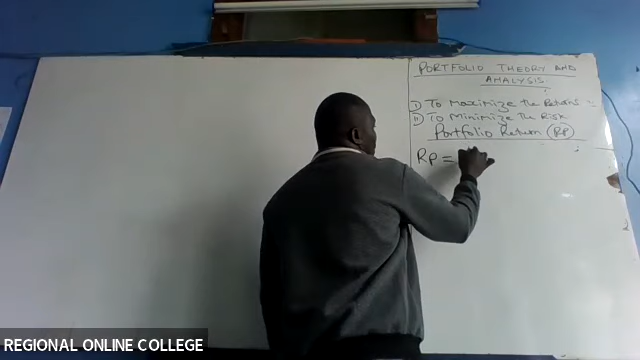 PORTFOLIO THEORY AND
ANALYSIS
I) To Maximize the Returns
II) To Minimize the Risk
Portfolio Return (RP)
RP =
REGIONAL ONLINE COLLEGE